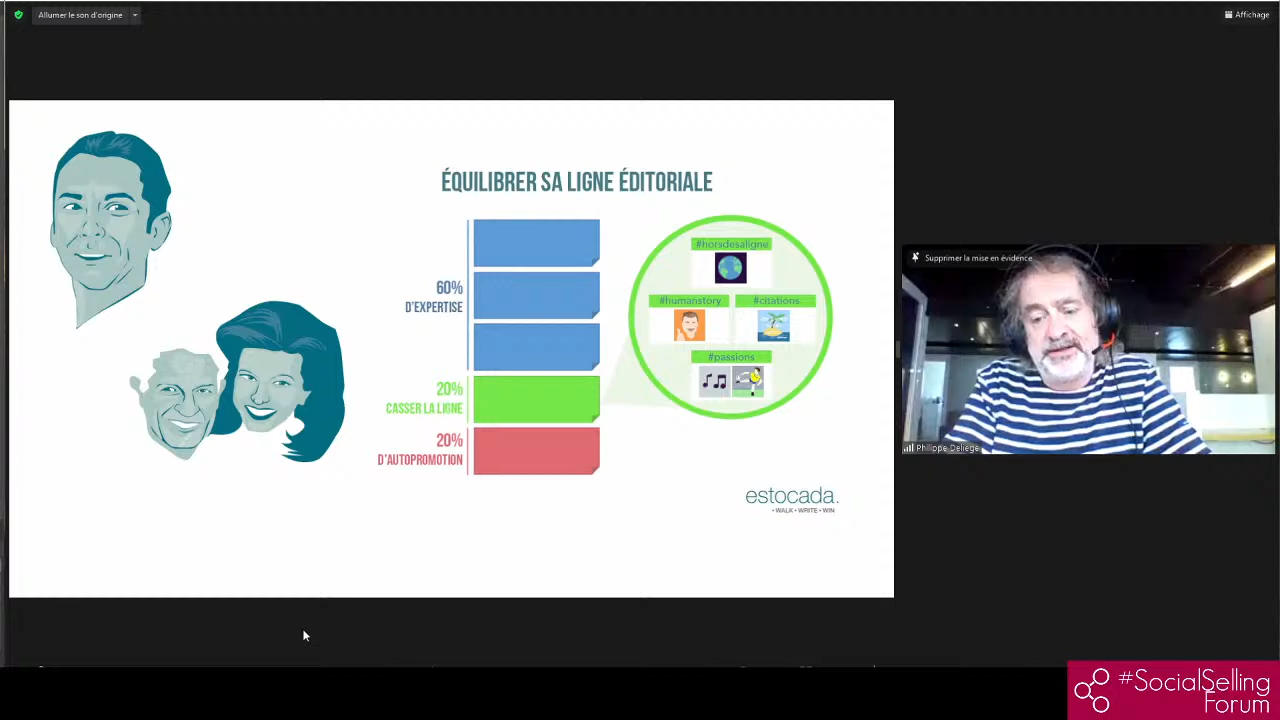 Allumer le son d'origine
Affichage
ÉQUILIBRER SA LIGNE ÉDITORIALE
60%
D'EXPERTISE
20%
CASSER LA LIGNE
20%
D'AUTOPROMOTION
#horsdesaligne
#humanstory
#citations
#passions
estocada.
• WALK • WRITE • WIN
Supprimer la mise en évidence
Philippe Deliège
#SocialSelling
Forum